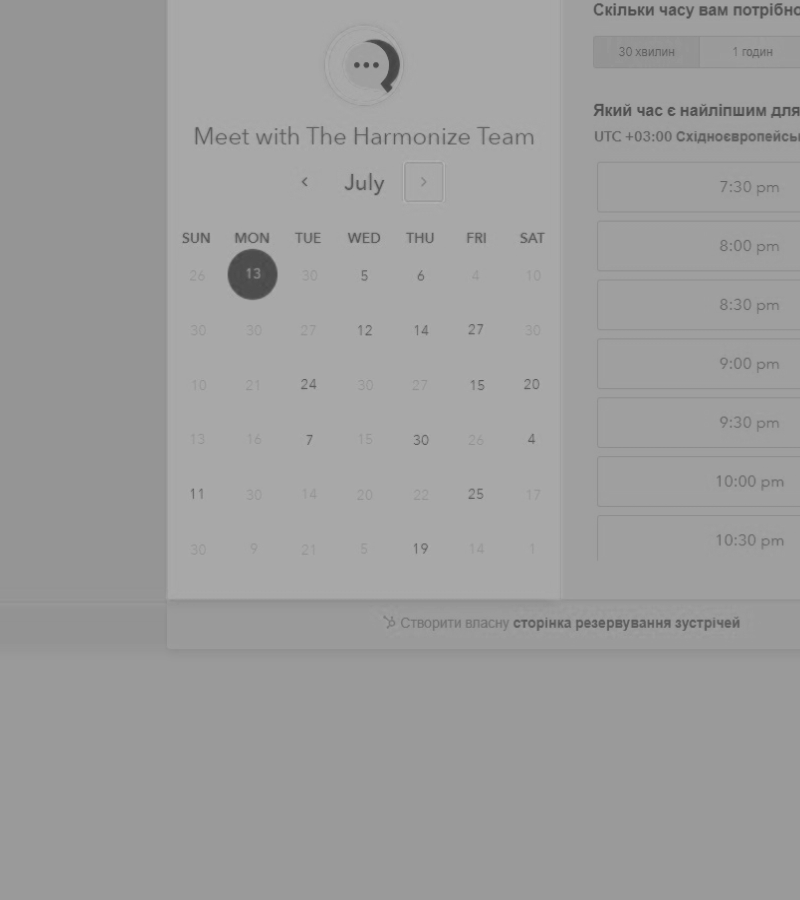 Meet with The Harmonize Team
July
SUN MON TUE WED THU FRI SAT
26 13 30 5 6 4 10
30 30 27 12 14 27 30
10 21 24 30 27 15 20
13 16 7 15 30 26 4
11 30 14 20 22 25 17
30 9 21 5 19 14 1
Скільки часу вам потрібно
30 хвилин 1 годин
Який час є найліпшим для
UTC +03:00 Східноєвропейсь
7:30 pm
8:00 pm
8:30 pm
9:00 pm
9:30 pm
10:00 pm
10:30 pm
Створити власну сторінка резервування зустрічей